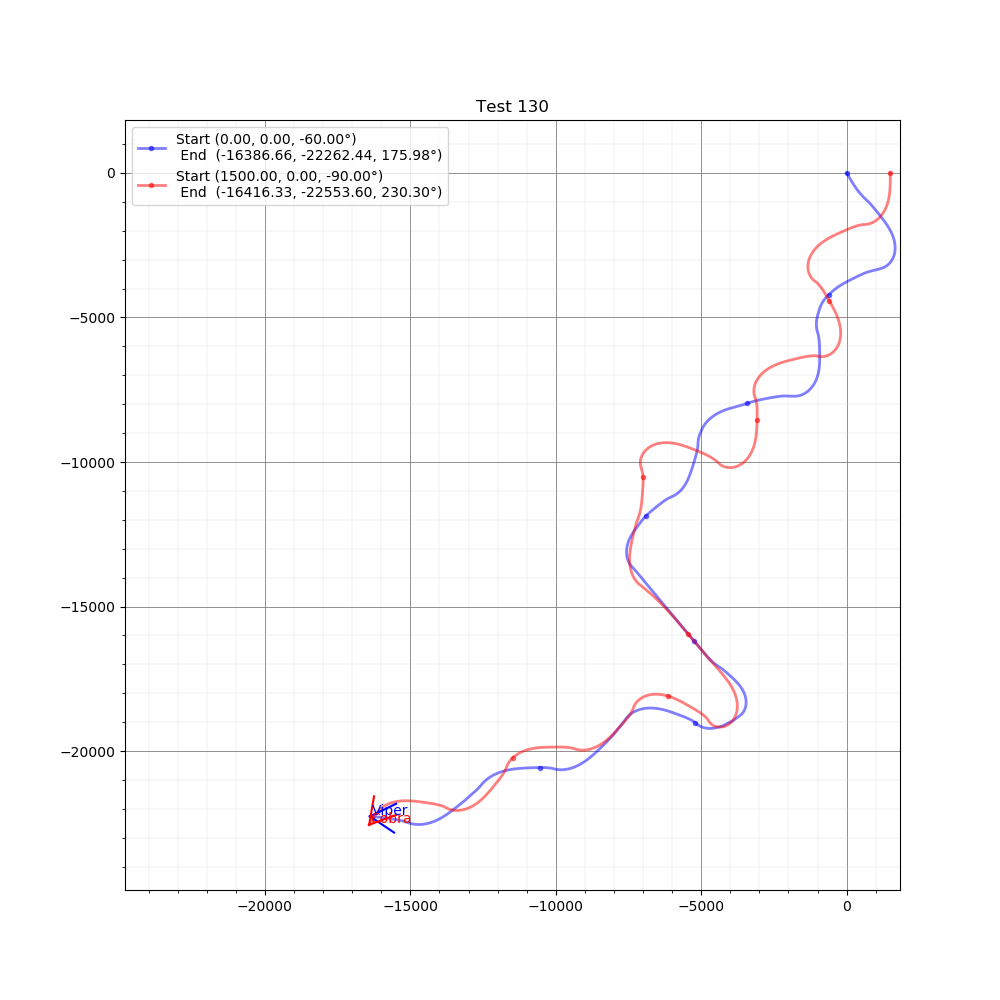 Test 130
Start (0.00, 0.00, -60.00°)
End (-16386.66, -22262.44, 175.98°)
Start (1500.00, 0.00, -90.00°)
End (-16416.33, -22553.60, 230.30°)
0
−5000
−10000
−15000
−20000
Viper
Cobra
−20000
−15000
−10000
−5000
0